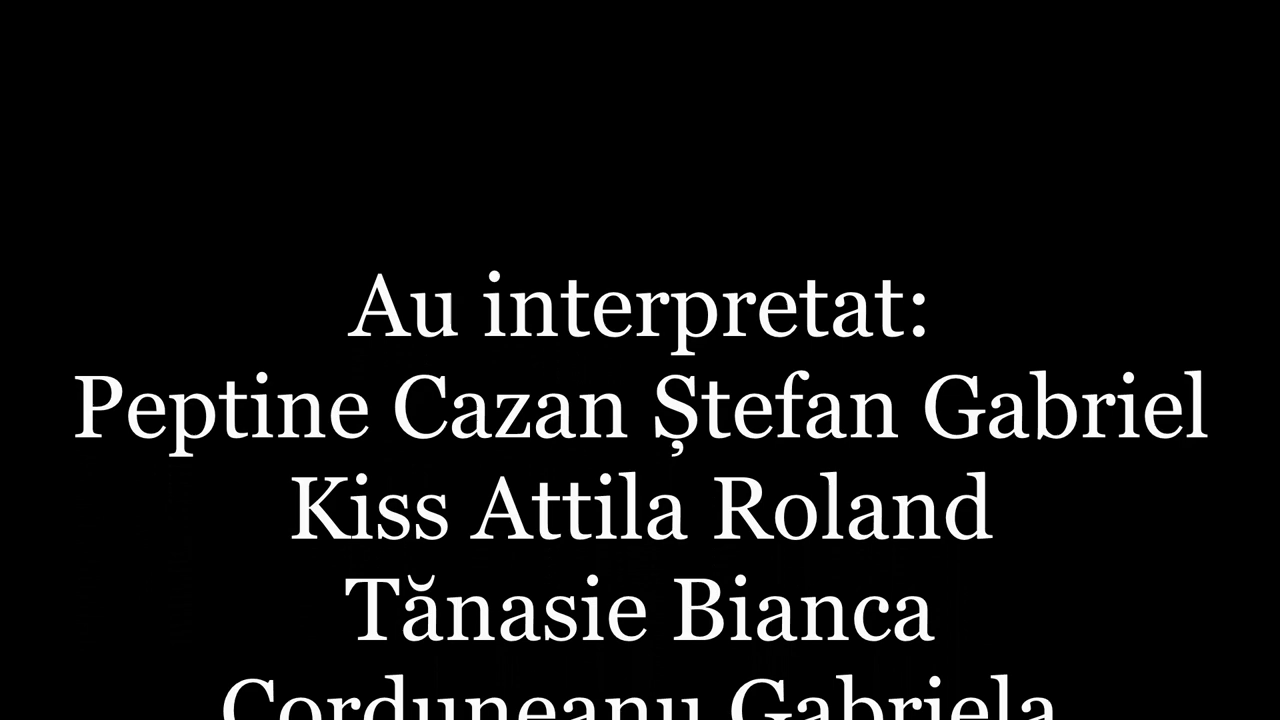 Au interpretat:
Peptine Cazan Ștefan Gabriel
Kiss Attila Roland
Tănasie Bianca
Corduneanu Gabriela